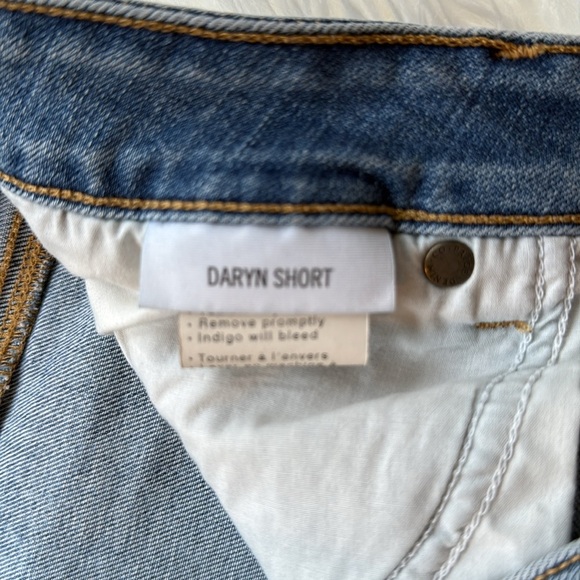 DARYN SHORT
• Remove promptly
• Indigo will bleed
• Tourner à l'envers